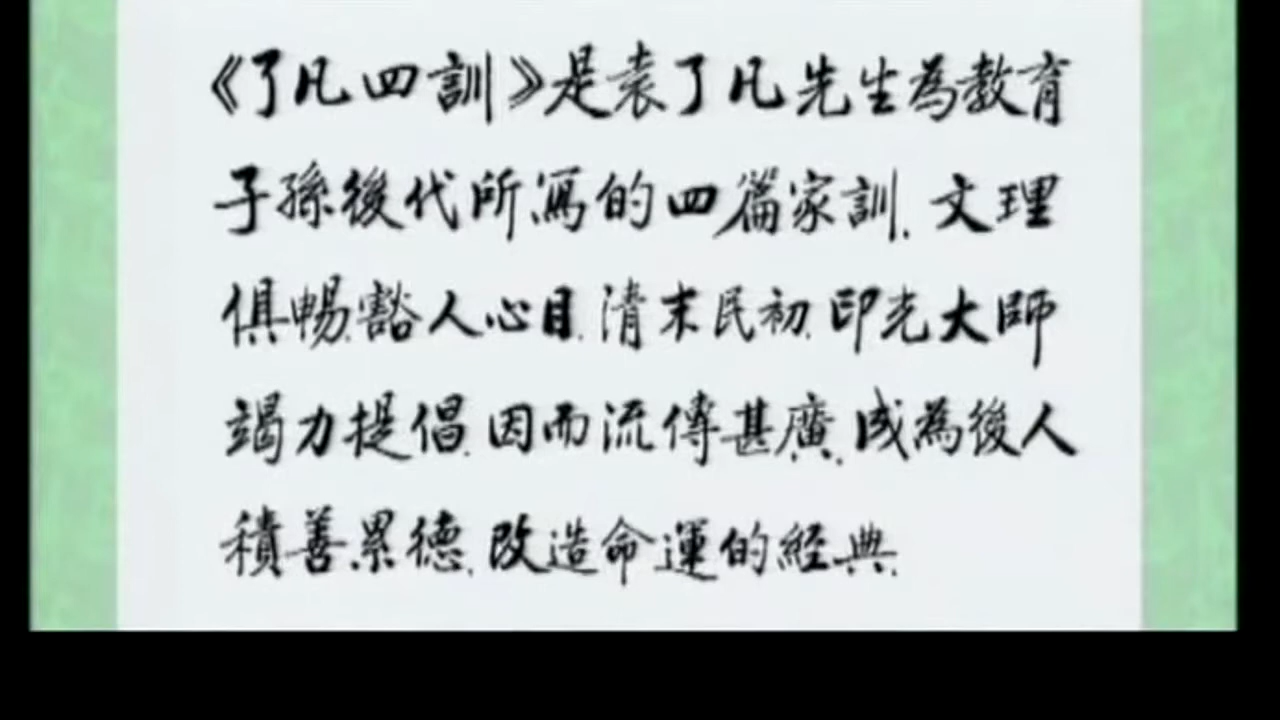 《了凡四訓》是袁了凡先生為教育
子孫後代所寫的四篇家訓.文理
俱暢.豁人心目.清末民初.印光大師
竭力提倡.因而流傳甚廣.成為後人
積善累德.改造命運的經典.